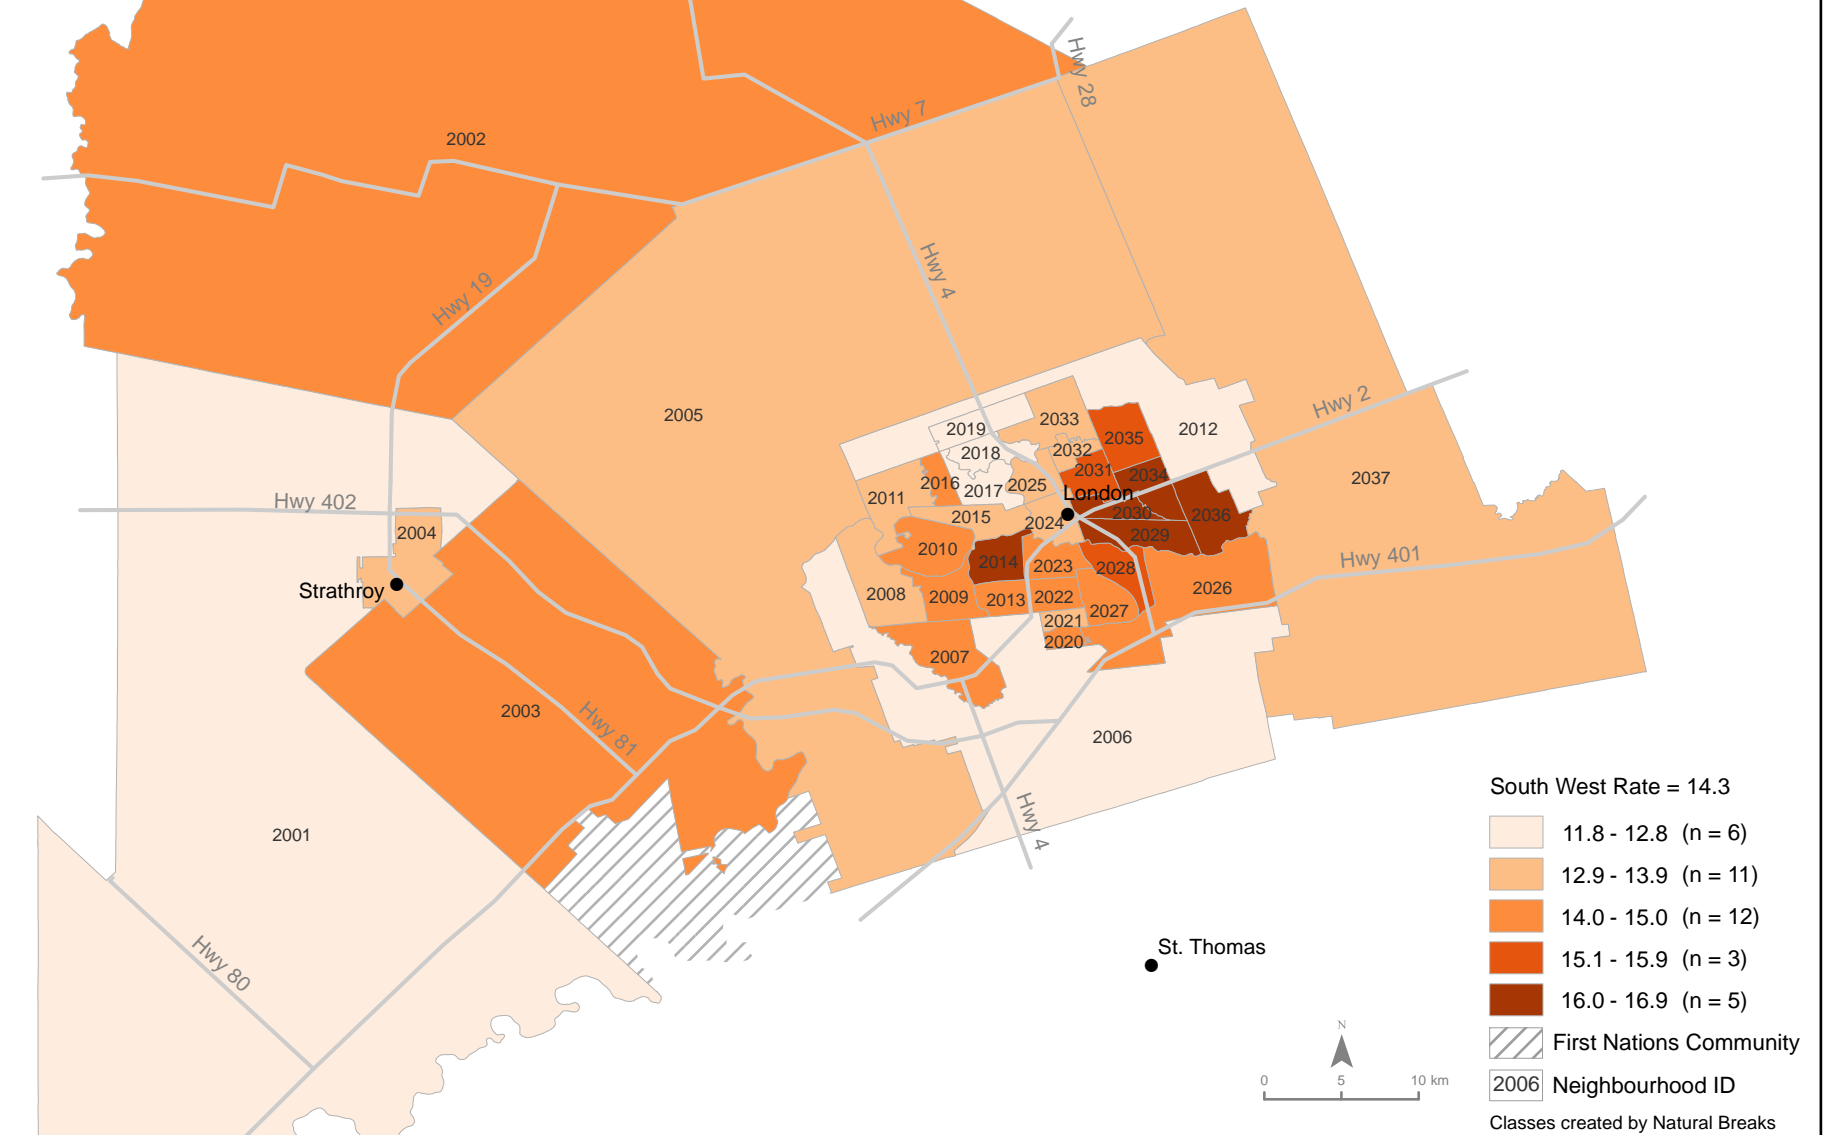 Hwy 28
Hwy 7
2002
Hwy 4
Hwy 19
Hwy 2
2005
2019
2033
2012
2035
2018
2032
2031
2034
2037
2016
2017
2025
2011
London
Hwy 402
2004
2015
2024
2030
2036
2029
2010
2014
2023
2028
Hwy 401
Strathroy
2008
2009
2013
2022
2027
2026
2021
2020
2007
2003
Hwy 81
2006
2001
Hwy 4
Hwy 80
St. Thomas
South West Rate = 14.3
11.8 - 12.8 (n = 6)
12.9 - 13.9 (n = 11)
14.0 - 15.0 (n = 12)
15.1 - 15.9 (n = 3)
16.0 - 16.9 (n = 5)
First Nations Community
2006 Neighbourhood ID
Classes created by Natural Breaks
N
0 5 10 km